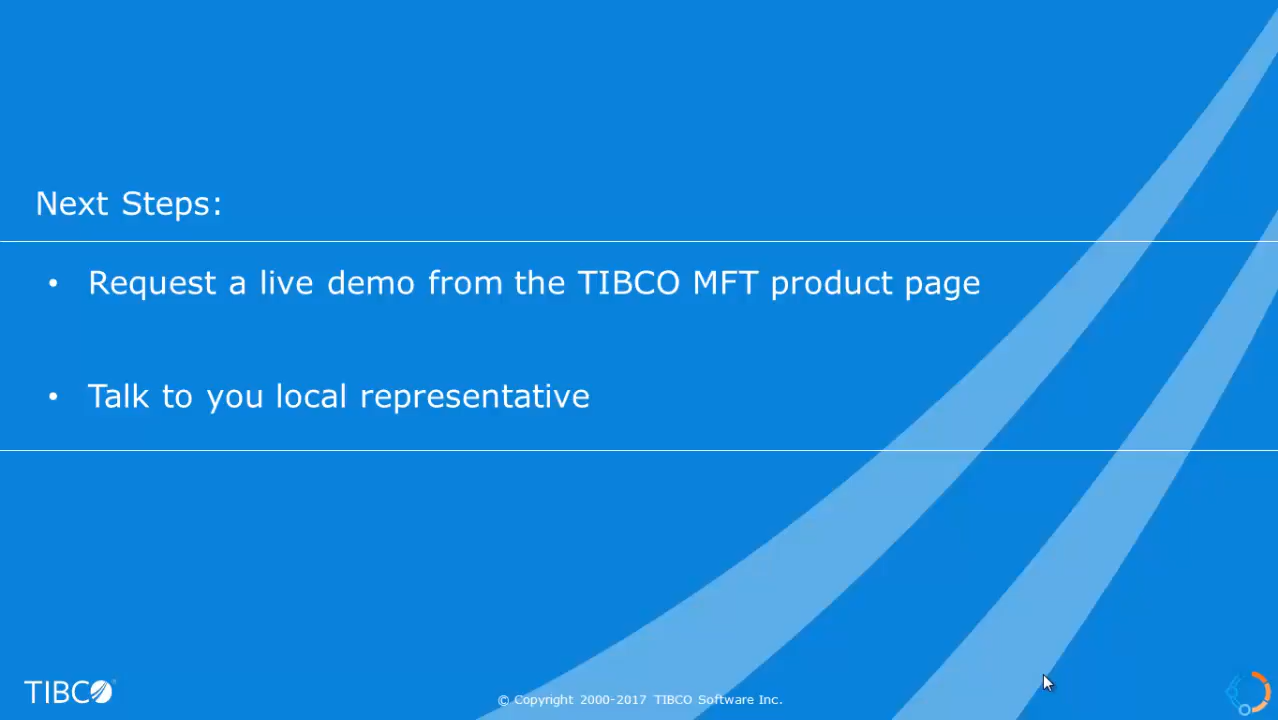 Next Steps:
• Request a live demo from the TIBCO MFT product page
• Talk to you local representative
TIBCO
© Copyright 2000-2017 TIBCO Software Inc.